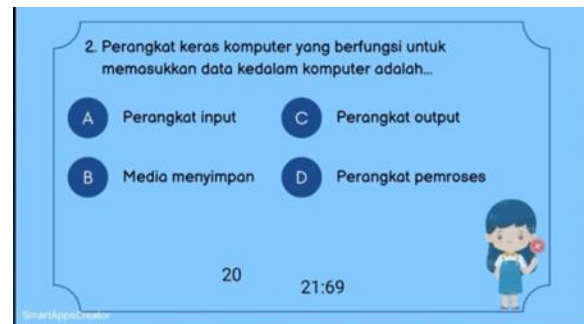 2. Perangkat keras komputer yang berfungsi untuk
memasukkan data kedalam komputer adalah...
A Perangkat input
C Perangkat output
B Media menyimpan
D Perangkat pemroses
20
21:69
SmartAppsCreator